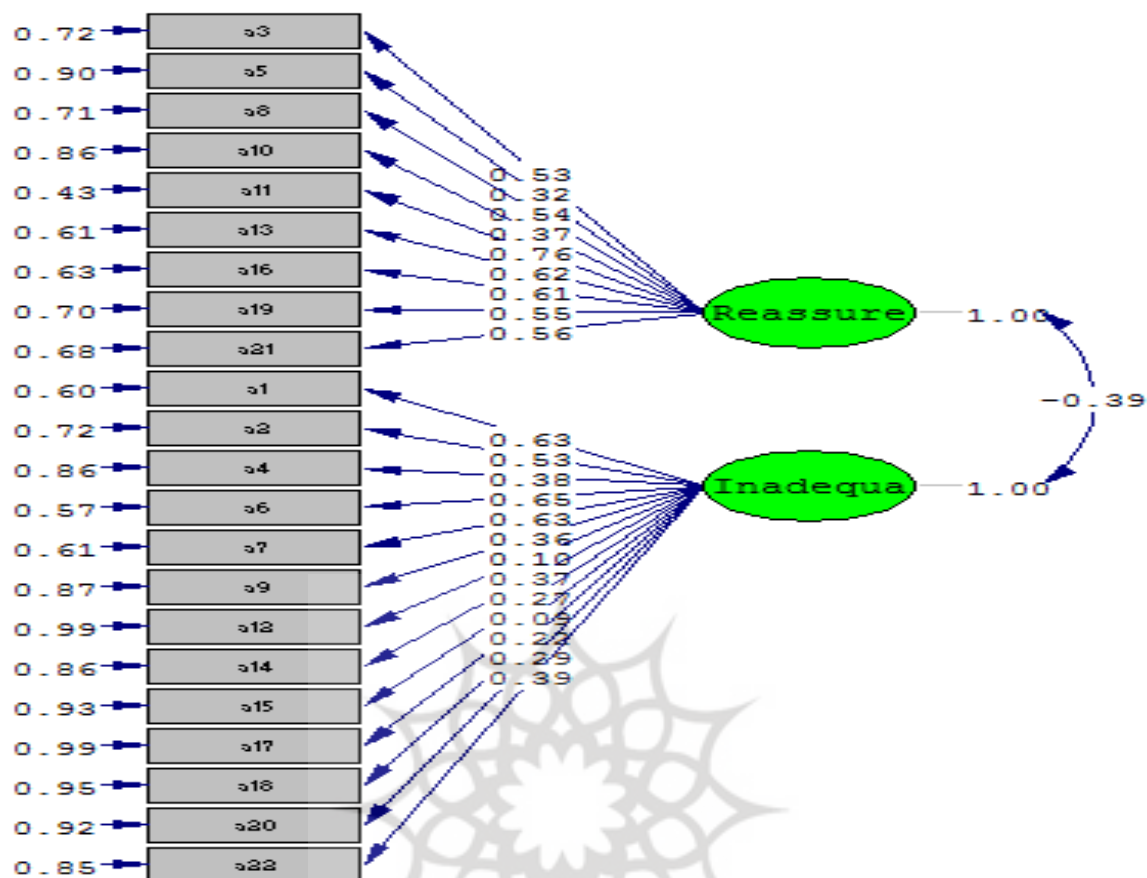 0.72 a3
0.90 a5
0.71 a8
0.86 a10
0.43 a11
0.61 a13
0.63 a16
0.70 a19
0.68 a21
0.60 a1
0.72 a2
0.86 a4
0.57 a6
0.61 a7
0.87 a9
0.99 a12
0.86 a14
0.93 a15
0.99 a17
0.95 a18
0.92 a20
0.85 a22
0.53
0.32
0.54
0.37
0.76
0.62
0.61
0.55
0.56
0.63
0.53
0.38
0.65
0.63
0.36
0.10
0.37
0.27
0.09
0.22
0.29
0.39
Reassure 1.00
-0.39
Inadequa 1.00